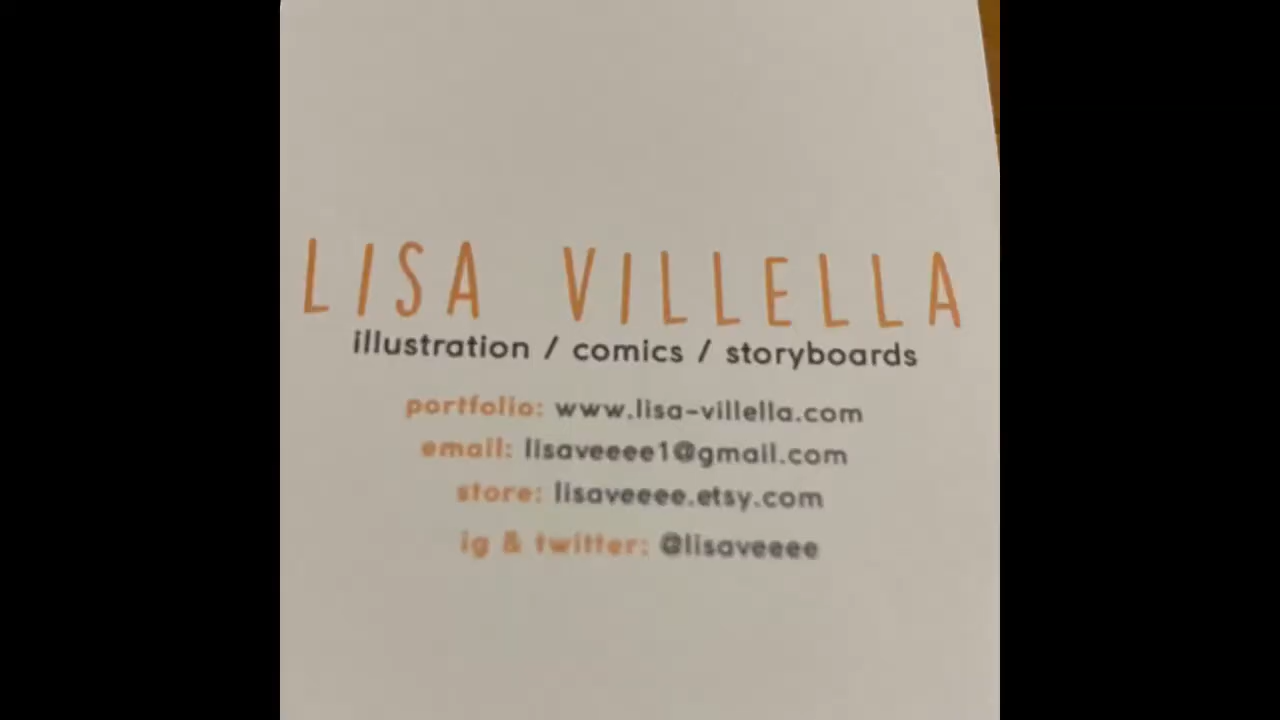 LISA VILLELLA
illustration / comics / storyboards
portfolio: www.lisa-villella.com
email: lisaveeee1@gmail.com
store: lisaveeee.etsy.com
ig & twitter: @lisaveeee